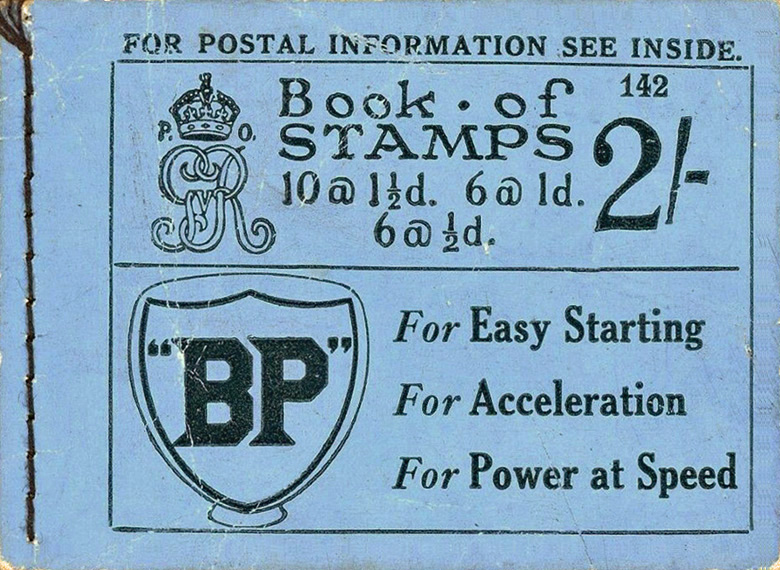 FOR POSTAL INFORMATION SEE INSIDE.
142
P. O.
GR
Book · of
STAMPS
2/-
10 @ 1½d. 6 @ 1d.
6 @ ½d.
"BP"
For Easy Starting
For Acceleration
For Power at Speed